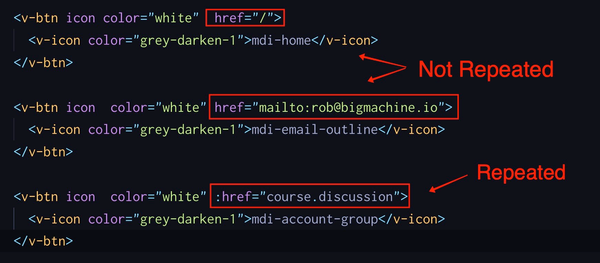 <v-btn icon color="white"  href="/">
<v-icon color="grey-darken-1">mdi-home</v-icon>
</v-btn>
Not Repeated
<v-btn icon  color="white" href="mailto:rob@bigmachine.io">
<v-icon color="grey-darken-1">mdi-email-outline</v-icon>
</v-btn>
Repeated
<v-btn icon  color="white" :href="course.discussion">
<v-icon color="grey-darken-1">mdi-account-group</v-icon>
</v-btn>